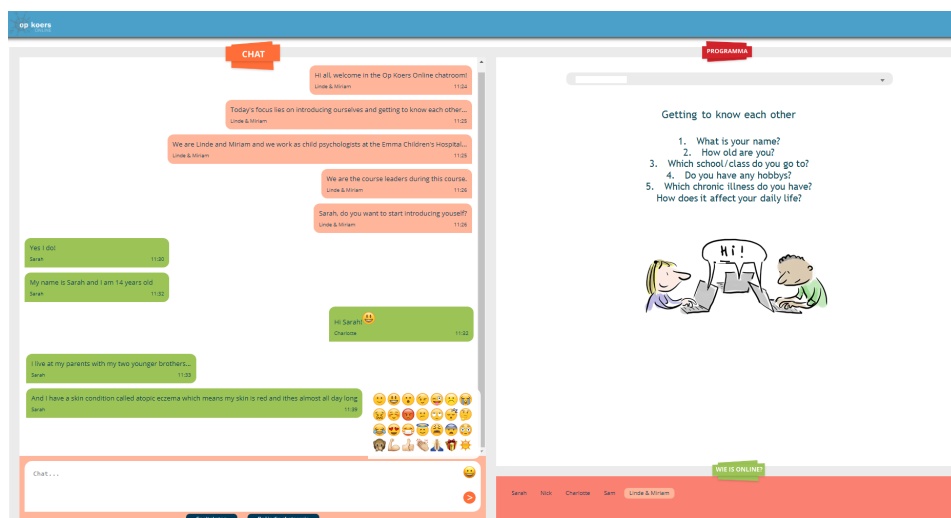 op koers
ONLINE
CHAT
Hi all, welcome in the Op Koers Online chatroom!
Linde & Miriam 11:24
Today's focus lies on introducing ourselves and getting to know each other...
Linde & Miriam 11:25
We are Linde and Miriam and we work as child psychologists at the Emma Children's Hospital...
Linde & Miriam 11:25
We are the course leaders during this course.
Linde & Miriam 11:26
Sarah, do you want to start introducing youself?
Linde & Miriam 11:26
Yes I do!
Sarah 11:30
My name is Sarah and I am 14 years old
Sarah 11:32
Hi Sarah!
Charlotte 11:32
I live at my parents with my two younger brothers...
Sarah 11:33
And I have a skin condition called atopic eczema which means my skin is red and ithes almost all day long
Sarah 11:39
Chat...
PROGRAMMA
Getting to know each other
1. What is your name?
2. How old are you?
3. Which school/class do you go to?
4. Do you have any hobbys?
5. Which chronic illness do you have?
How does it affect your daily life?
Hi!
WIE IS ONLINE?
Sarah Nick Charlotte Sam Linde & Miriam